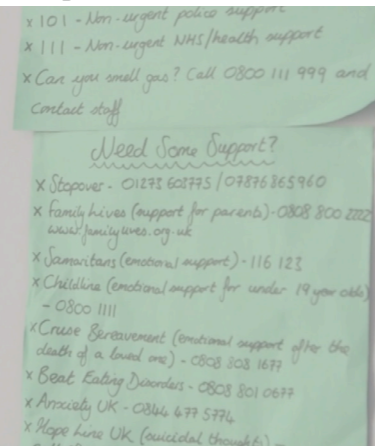 x 101 - Non-urgent police support
x 111 - Non-urgent NHS/health support
x Can you smell gas? Call 0800 111 999 and
contact staff
Need Some Support?
x Stopover - 01273 603775 / 07876 865960
x Family Lives (support for parents) - 0808 800 2222
www.familylives.org.uk
x Samaritans (emotional support) - 116 123
x Childline (emotional support for under 19 year olds)
- 0800 1111
x Cruse Bereavement (emotional support after the
death of a loved one) - 0808 808 1677
x Beat Eating Disorders - 0808 801 0677
x Anxiety UK - 0344 477 5774
x Hope Line UK (suicidal thoughts) -